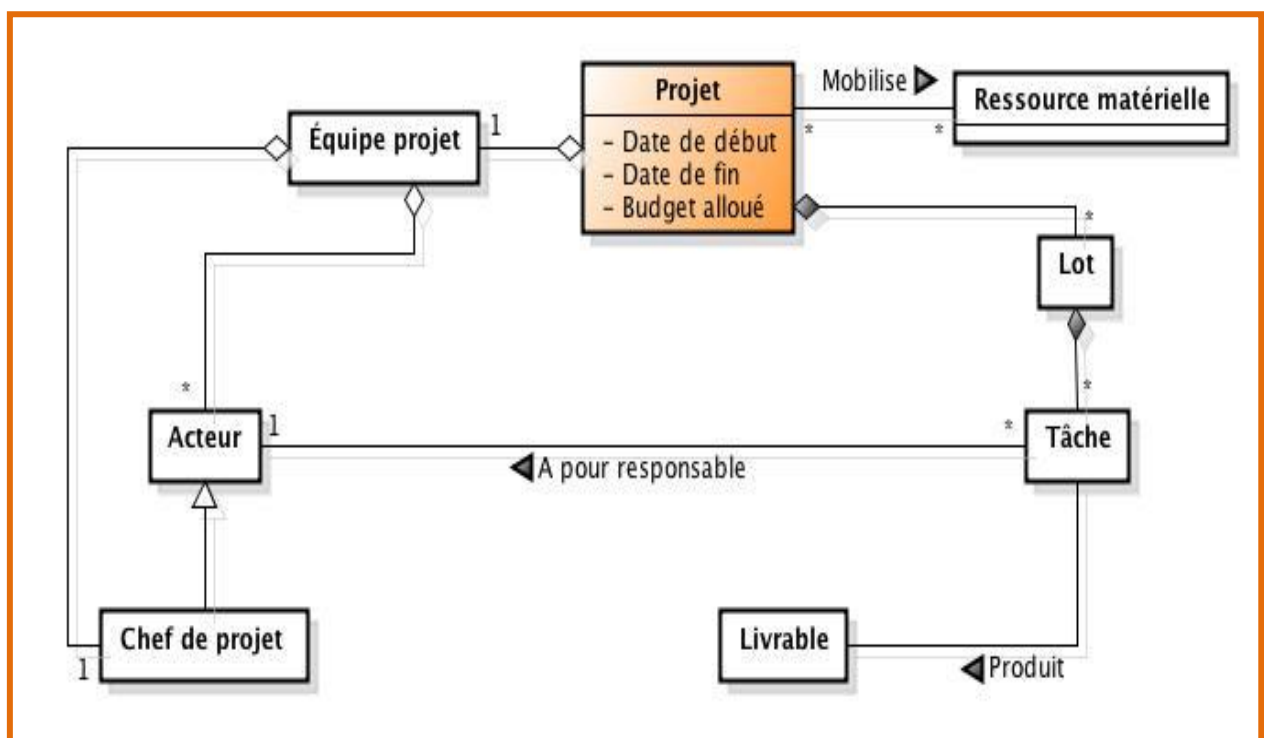 Projet
- Date de début
- Date de fin
- Budget alloué
Mobilise
*
*
Ressource matérielle
Équipe projet
1
*
Lot
*
*
Acteur
1
A pour responsable
*
Tâche
Chef de projet
1
Livrable
Produit